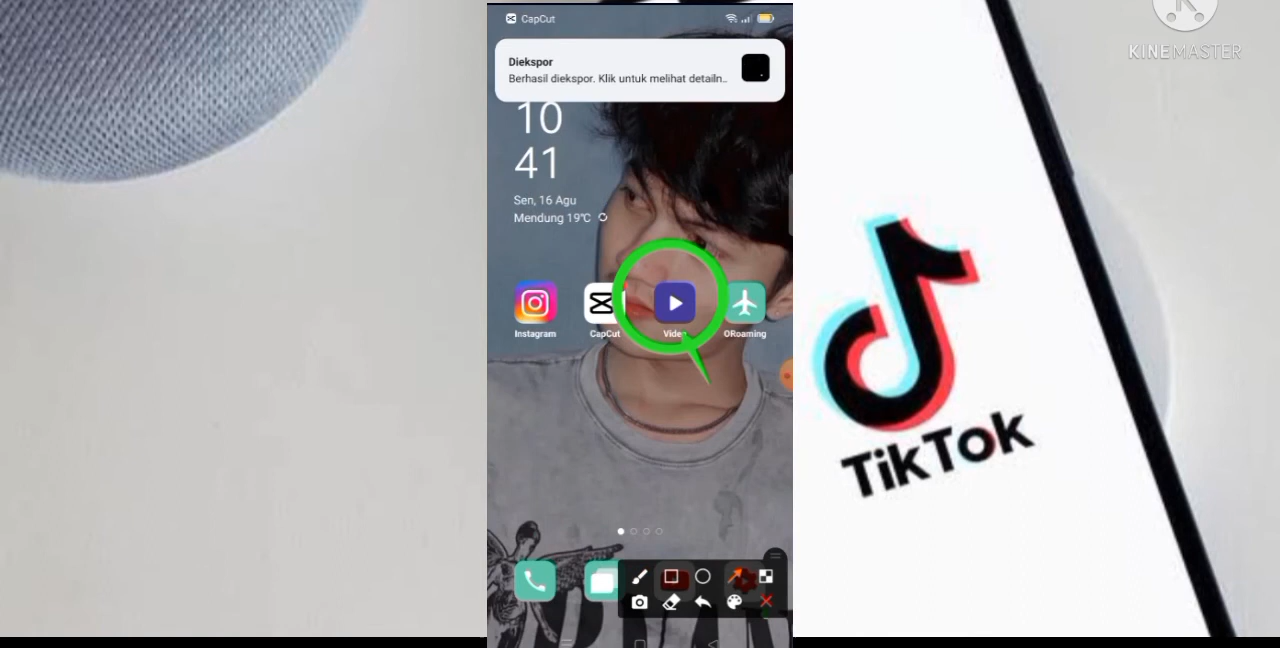 CapCut
KINEMASTER
Diekspor
Berhasil diekspor. Klik untuk melihat detailn..
10
41
Sen, 16 Agu
Mendung 19°C
Instagram
CapCut
Video
ORoaming
TikTok